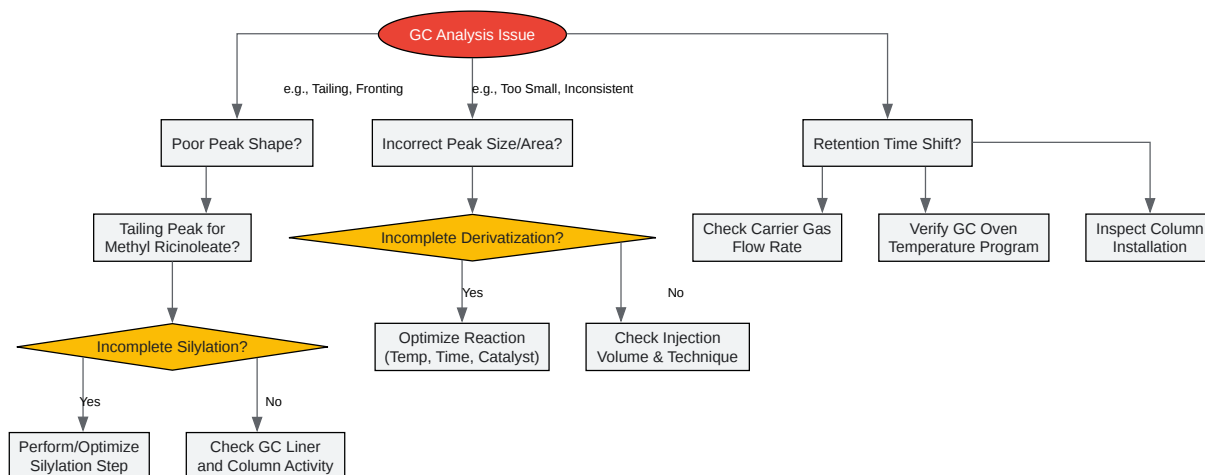 GC Analysis Issue
e.g., Tailing, Fronting
e.g., Too Small, Inconsistent
Poor Peak Shape?
Incorrect Peak Size/Area?
Retention Time Shift?
Tailing Peak for
Methyl Ricinoleate?
Incomplete Derivatization?
Check Carrier Gas
Flow Rate
Verify GC Oven
Temperature Program
Inspect Column
Installation
Yes
No
Incomplete Silylation?
Optimize Reaction
(Temp, Time, Catalyst)
Check Injection
Volume & Technique
Yes
No
Perform/Optimize
Silylation Step
Check GC Liner
and Column Activity